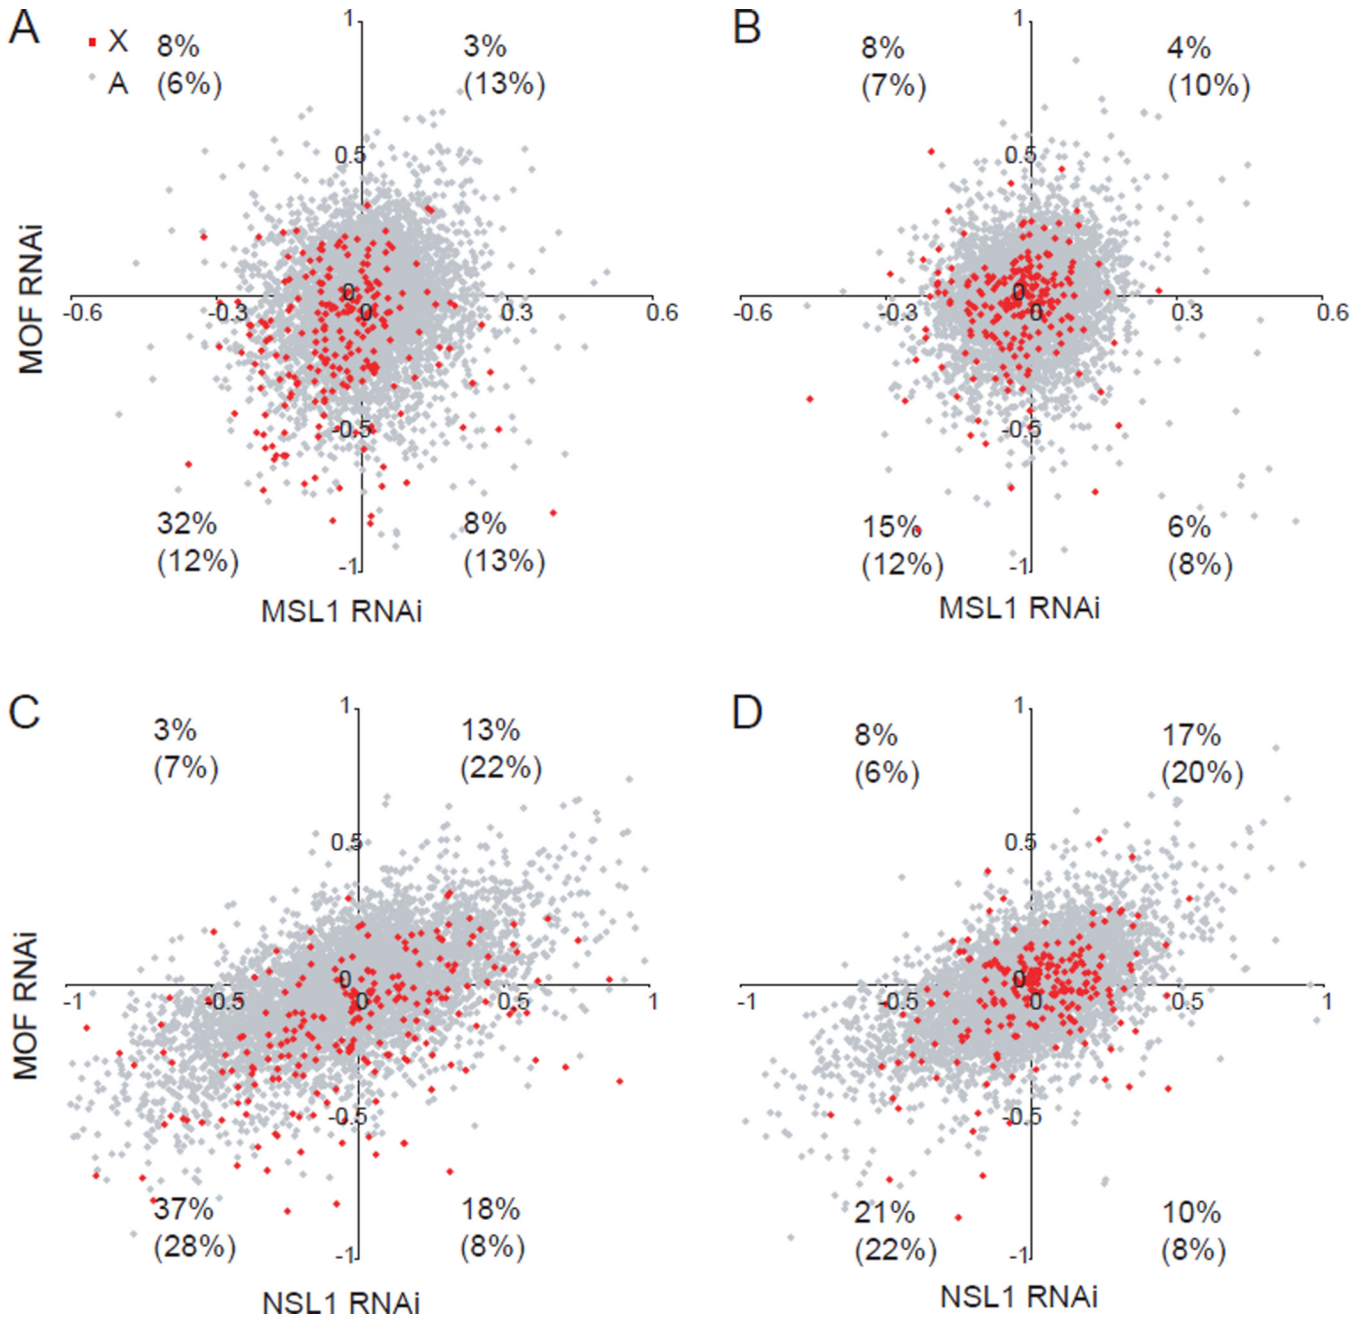 A
X 8% 3%
A (6%) (13%)
1
0.5
0
-0.6 -0.3 0 0.3 0.6
-0.5
32% 8%
(12%) (13%)
-1
MOF RNAi
MSL1 RNAi
B
8% 4%
(7%) (10%)
1
0.5
0
-0.6 -0.3 0 0.3 0.6
-0.5
15% 6%
(12%) (8%)
-1
MSL1 RNAi
C
3% 13%
(7%) (22%)
1
0.5
0
-1 -0.5 0 0.5 1
-0.5
37% 18%
(28%) (8%)
-1
MOF RNAi
NSL1 RNAi
D
8% 17%
(6%) (20%)
1
0.5
0
-1 -0.5 0 0.5 1
-0.5
21% 10%
(22%) (8%)
-1
NSL1 RNAi